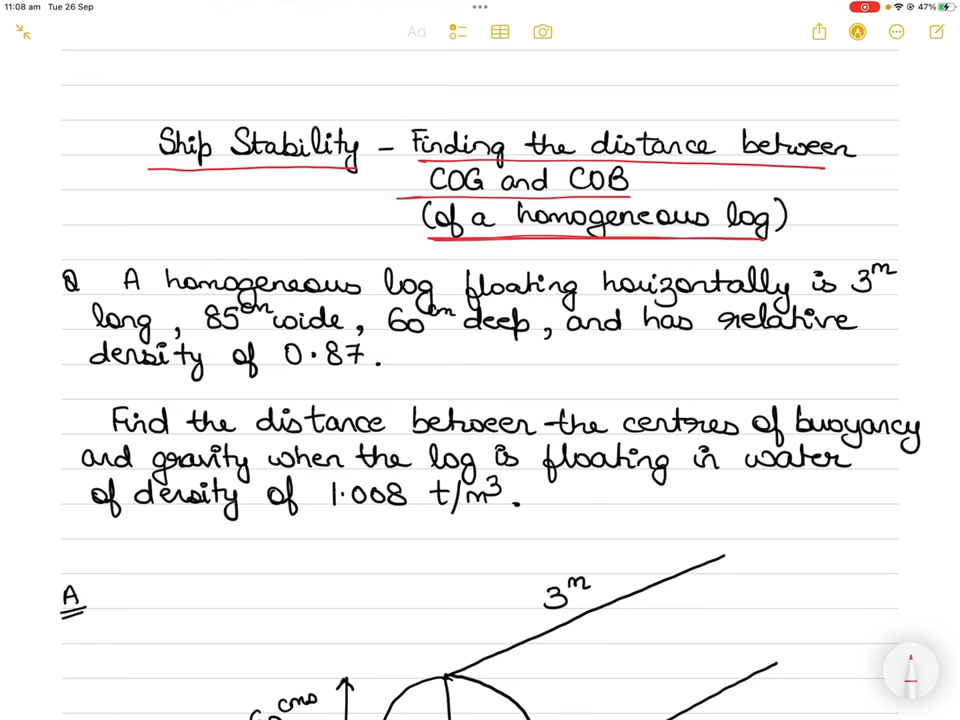 11:08 am Tue 26 Sep
47%
Aa
Ship Stability - Finding the distance between
COG and COB
(of a homogeneous log)
Q A homogeneous log floating horizontally is 3m
long, 85cm wide, 60cm deep, and has relative
density of 0.87.
Find the distance between the centres of buoyancy
and gravity when the log is floating in water
of density of 1.008 t/m³.
A
3m
cms